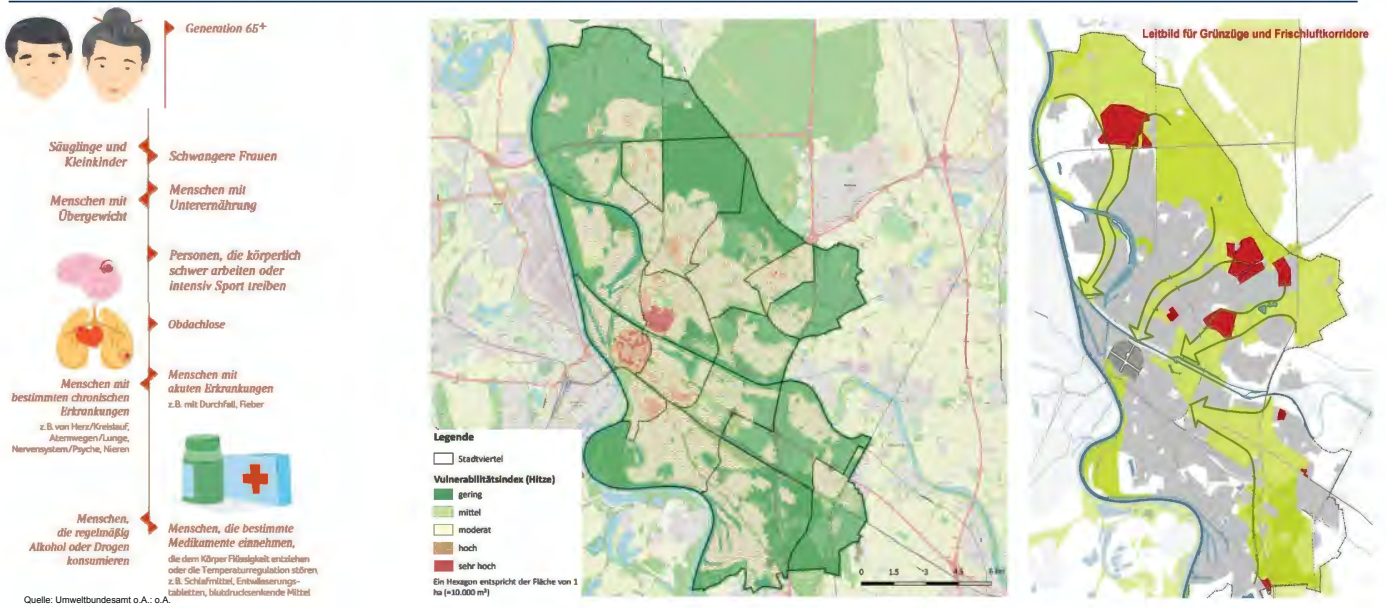 Generation 65+
Säuglinge und
Kleinkinder
Schwangere Frauen
Menschen mit
Übergewicht
Menschen mit
Unterernährung
Personen, die körperlich
schwer arbeiten oder
intensiv Sport treiben
Obdachlose
Menschen mit
bestimmten chronischen
Erkrankungen
z.B. von Herz/Kreislauf,
Atemwegen/Lunge,
Nervensystem/Psyche, Nieren
Menschen mit
akuten Erkrankungen
z.B. mit Durchfall, Fieber
Menschen,
die regelmäßig
Alkohol oder Drogen
konsumieren
Menschen, die bestimmte
Medikamente einnehmen,
die dem Körper Flüssigkeit entziehen
oder die Temperaturregulation stören
z.B. Schlafmittel, Entwässerungs-
tabletten, blutdrucksenkende Mittel
Quelle: Umweltbundesamt o.A.; o.A.
Legende
Stadtviertel
Vulnerabilitätsindex (Hitze)
gering
mittel
moderat
hoch
sehr hoch
Ein Hexagon entspricht der Fläche von 1
ha (=10.000 m²)
0 1.5 3 4.5 6 km
Leitbild für Grünzüge und Frischluftkorridore